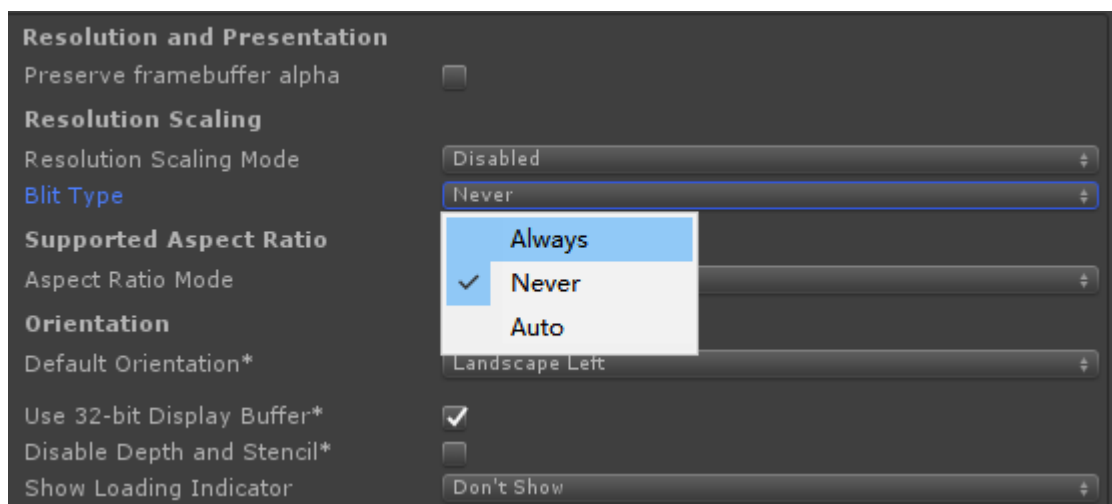 Resolution and Presentation
Preserve framebuffer alpha
Resolution Scaling
Resolution Scaling Mode Disabled
Blit Type Never
Always
Supported Aspect Ratio
Aspect Ratio Mode
Never
Orientation
Auto
Default Orientation* Landscape Left
Use 32-bit Display Buffer*
Disable Depth and Stencil*
Show Loading Indicator Don't Show